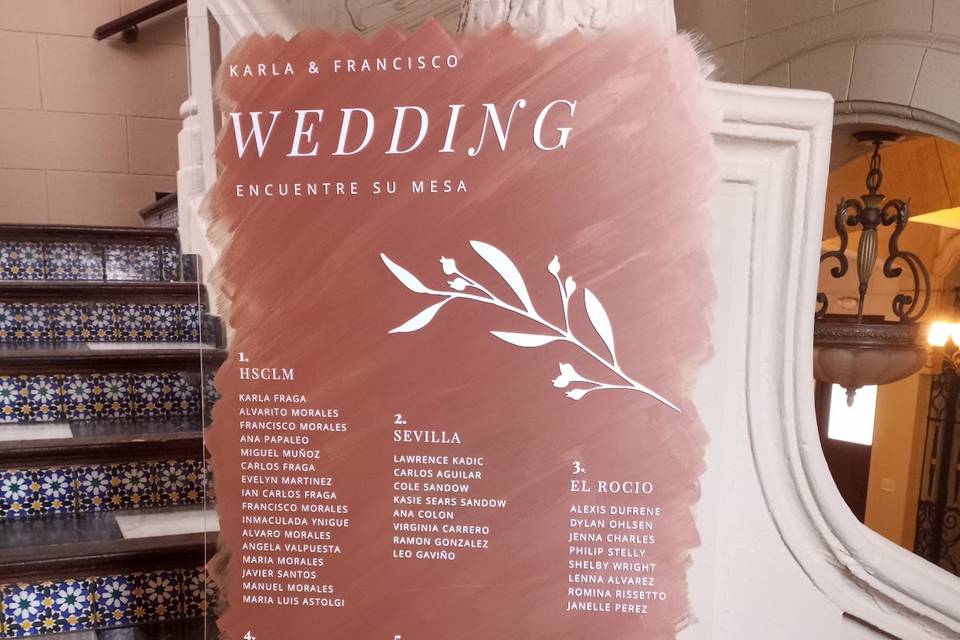 KARLA & FRANCISCO
WEDDING
ENCUENTRE SU MESA
1.
HSCLM
KARLA FRAGA
ALVARITO MORALES
FRANCISCO MORALES
ANA PAPALEO
MIGUEL MUÑOZ
CARLOS FRAGA
EVELYN MARTINEZ
IAN CARLOS FRAGA
FRANCISCO MORALES
INMACULADA YNIGUE
ALVARO MORALES
ANGELA VALPUESTA
MARIA MORALES
JAVIER SANTOS
MANUEL MORALES
MARIA LUIS ASTOLGI
2.
SEVILLA
LAWRENCE KADIC
CARLOS AGUILAR
COLE SANDOW
KASIE SEARS SANDOW
ANA COLON
VIRGINIA CARRERO
RAMON GONZALEZ
LEO GAVIÑO
3.
EL ROCIO
ALEXIS DUFRENE
DYLAN OHLSEN
JENNA CHARLES
PHILIP STELLY
SHELBY WRIGHT
LENNA ALVAREZ
ROMINA RISSETTO
JANELLE PEREZ
4.
5.